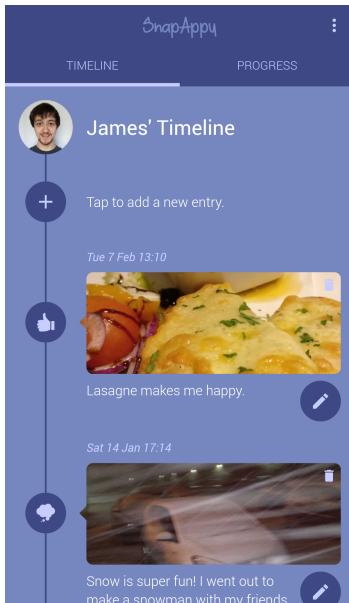 SnapAppy
TIMELINE
PROGRESS
James' Timeline
Tap to add a new entry.
Tue 7 Feb 13:10
Lasagne makes me happy.
Sat 14 Jan 17:14
Snow is super fun! I went out to
make a snowman with my friends